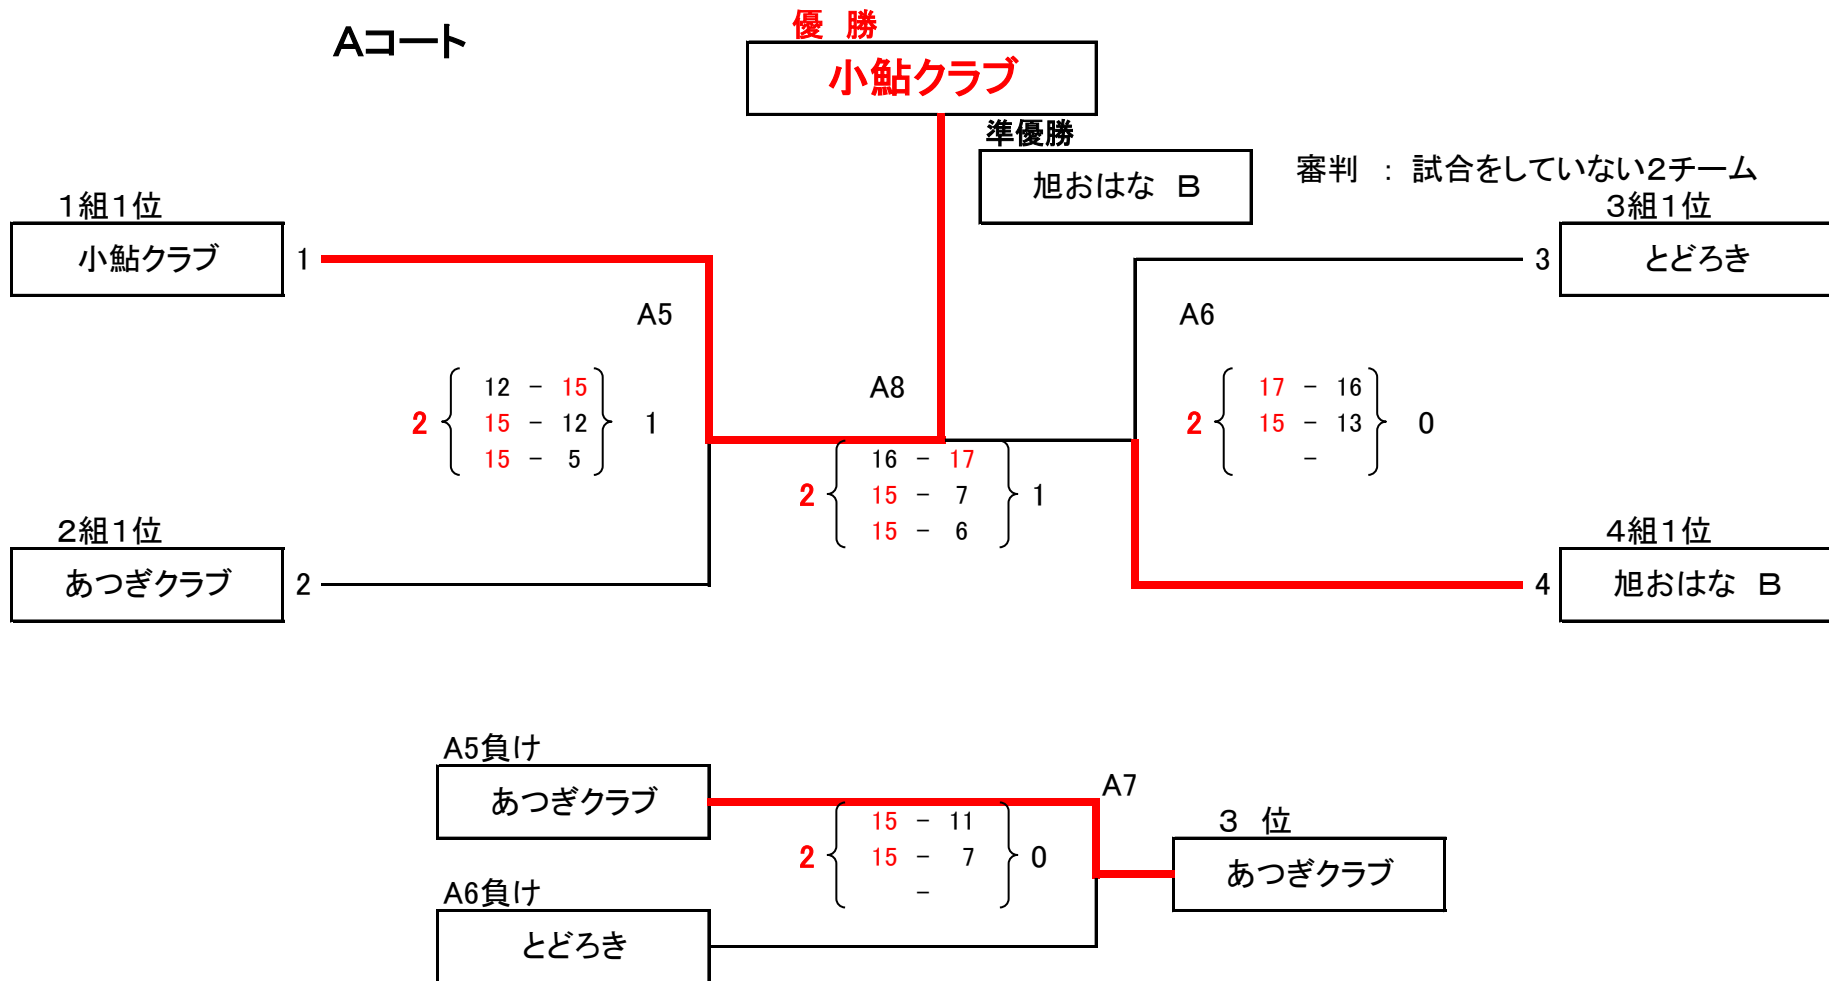 Aコート
優　勝
小鮎クラブ
準優勝
旭おはな　B
審判　：　試合をしていない２チーム
１組１位
小鮎クラブ
1
３組１位
3
とどろき
A5
A6
A8
2
12 － 15
15 － 12
15 － 5
1
2
16 － 17
15 － 7
15 － 6
1
2
17 － 16
15 － 13
－
0
２組１位
あつぎクラブ
2
４組１位
4
旭おはな　B
A5負け
あつぎクラブ
A7
2
15 － 11
15 － 7
－
0
３　位
あつぎクラブ
A6負け
とどろき